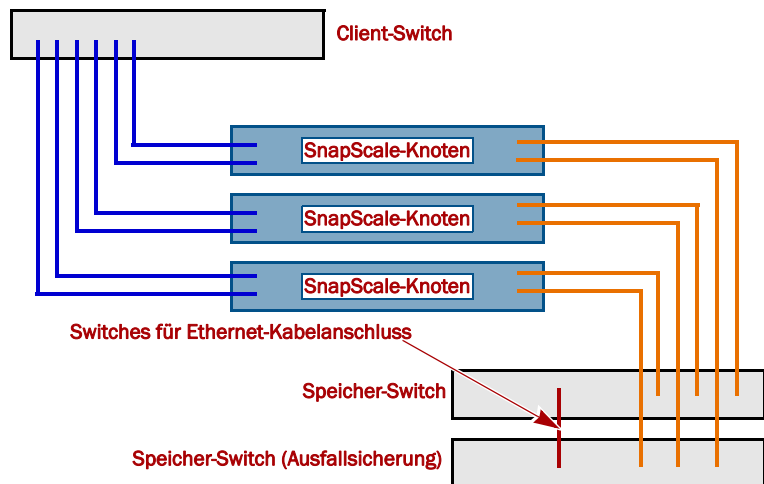 Client-Switch
SnapScale-Knoten
SnapScale-Knoten
SnapScale-Knoten
Switches für Ethernet-Kabelanschluss
Speicher-Switch
Speicher-Switch (Ausfallsicherung)